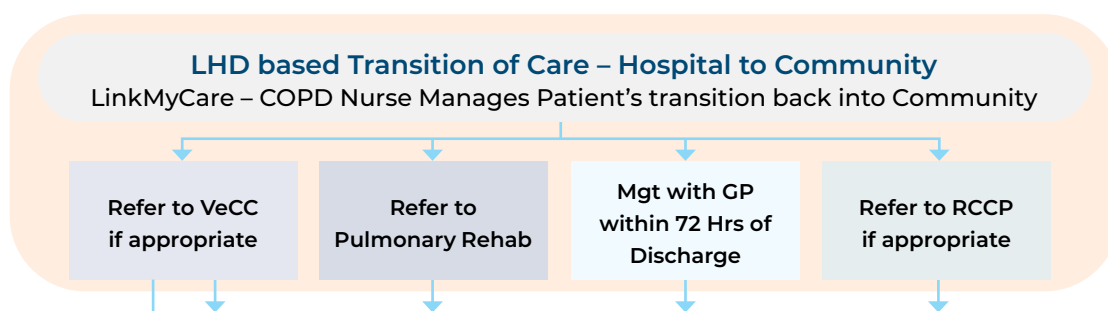 LHD based Transition of Care – Hospital to Community
LinkMyCare – COPD Nurse Manages Patient's transition back into Community
Refer to VeCC
if appropriate
Refer to
Pulmonary Rehab
Mgt with GP
within 72 Hrs of
Discharge
Refer to RCCP
if appropriate